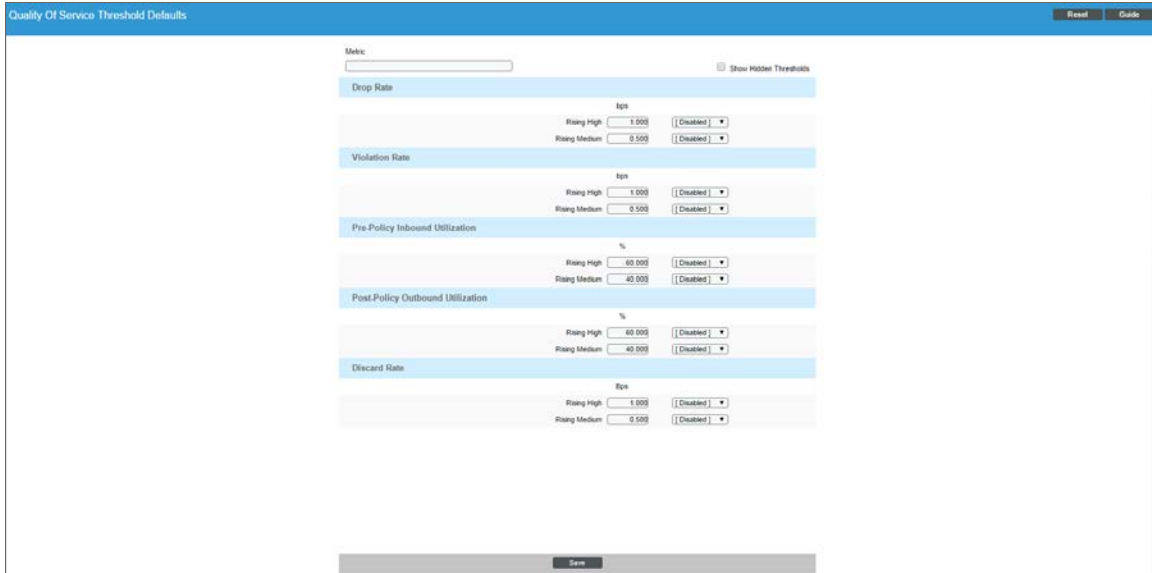 Quality Of Service Threshold Defaults
Reset Guide
Metric
Show Hidden Thresholds
Drop Rate
bps
Rising High 1.000 [ Disabled ]
Rising Medium 0.500 [ Disabled ]
Violation Rate
bps
Rising High 1.000 [ Disabled ]
Rising Medium 0.500 [ Disabled ]
Pre-Policy Inbound Utilization
%
Rising High 60.000 [ Disabled ]
Rising Medium 40.000 [ Disabled ]
Post-Policy Outbound Utilization
%
Rising High 60.000 [ Disabled ]
Rising Medium 40.000 [ Disabled ]
Discard Rate
Bps
Rising High 1.000 [ Disabled ]
Rising Medium 0.500 [ Disabled ]
Save